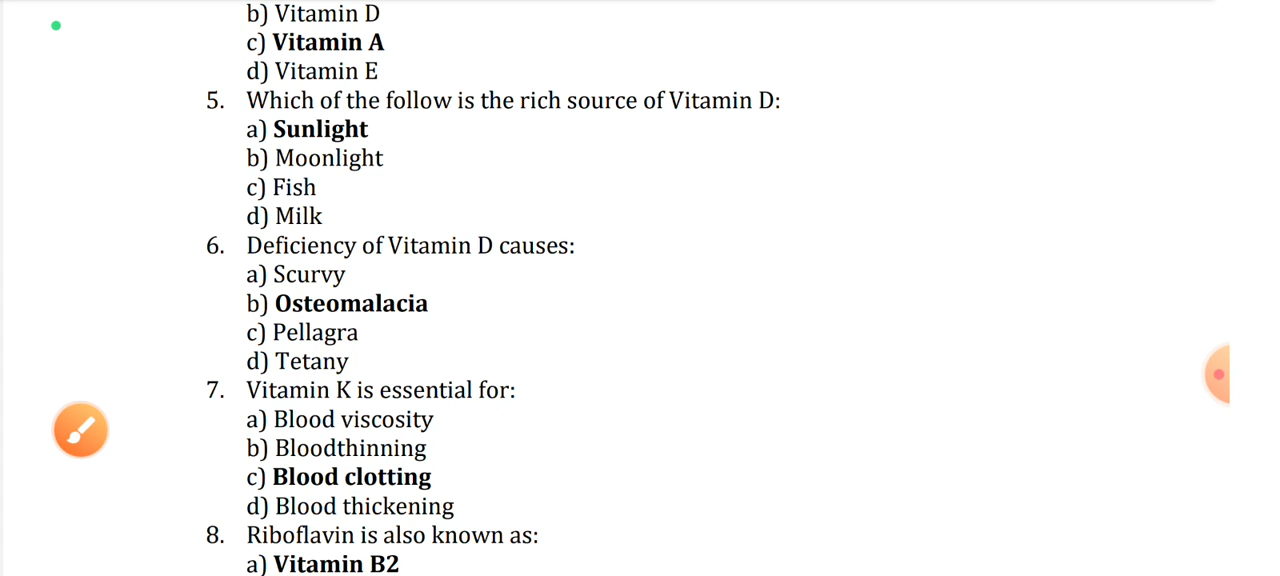 b) Vitamin D
c) Vitamin A
d) Vitamin E
5. Which of the follow is the rich source of Vitamin D:
a) Sunlight
b) Moonlight
c) Fish
d) Milk
6. Deficiency of Vitamin D causes:
a) Scurvy
b) Osteomalacia
c) Pellagra
d) Tetany
7. Vitamin K is essential for:
a) Blood viscosity
b) Bloodthinning
c) Blood clotting
d) Blood thickening
8. Riboflavin is also known as:
a) Vitamin B2